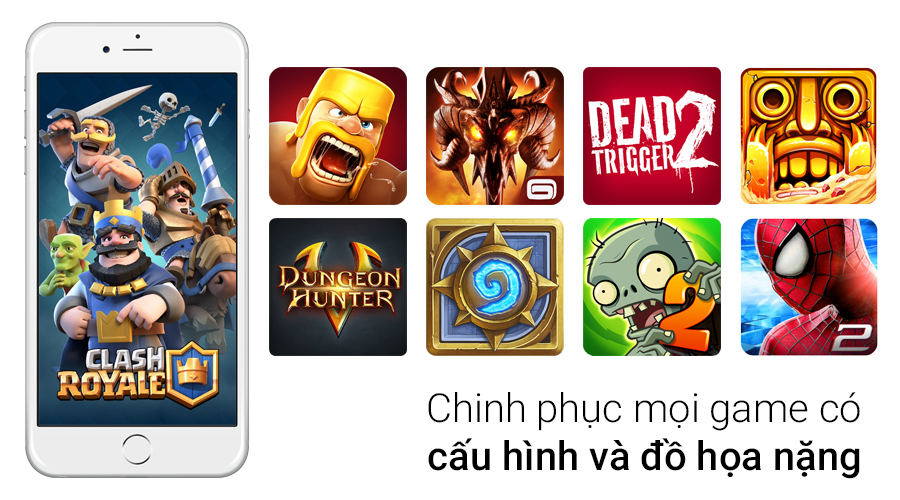 CLASH
ROYALE
DEAD
TRIGGER 2
DUNGEON
HUNTER
V
2
2
Chinh phục mọi game có
cấu hình và đồ họa nặng